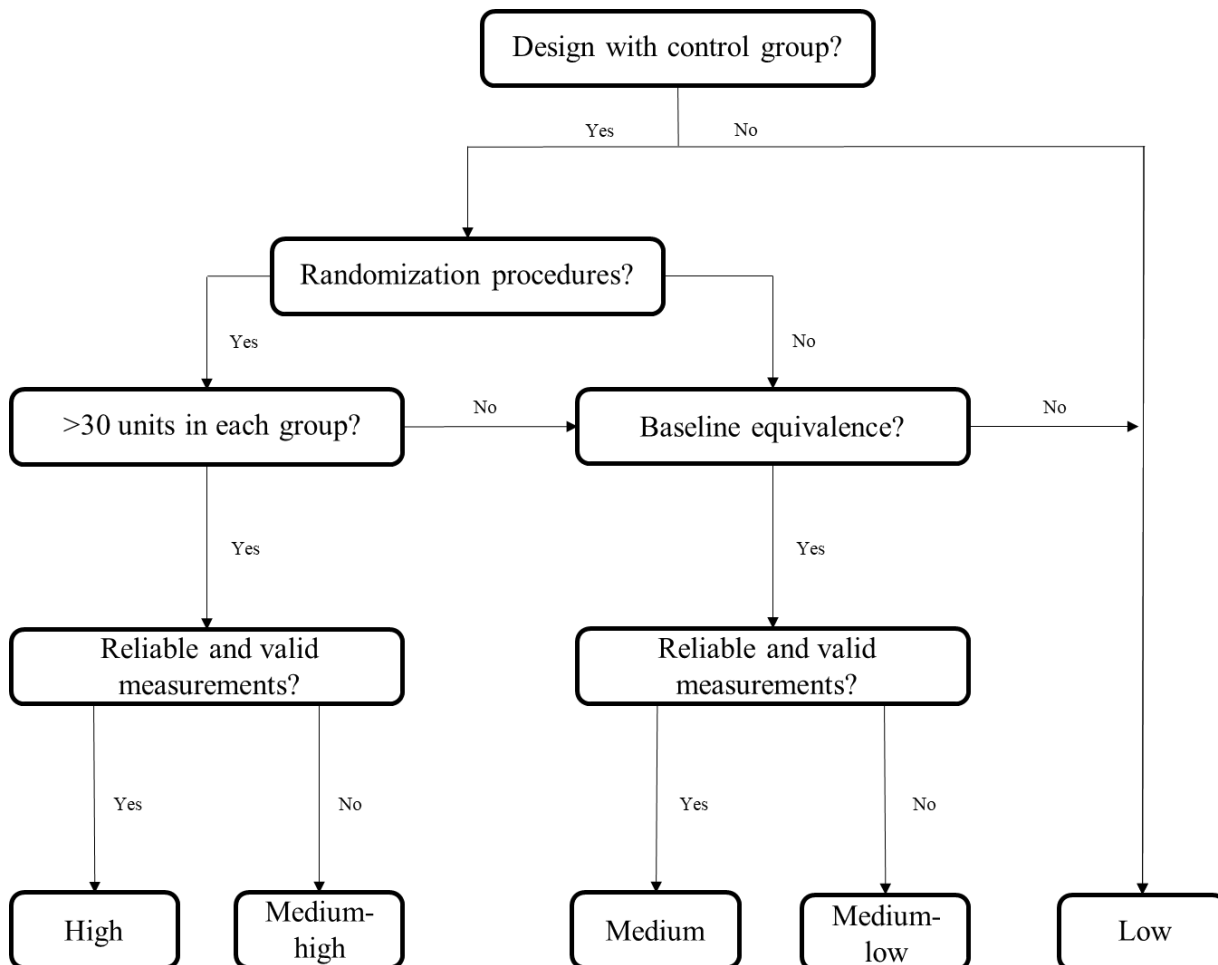 Design with control group?
Yes
No
Randomization procedures?
Yes
No
>30 units in each group?
No
Baseline equivalence?
No
Yes
Yes
Reliable and valid
measurements?
Reliable and valid
measurements?
Yes
No
Yes
No
High
Medium-
high
Medium
Medium-
low
Low